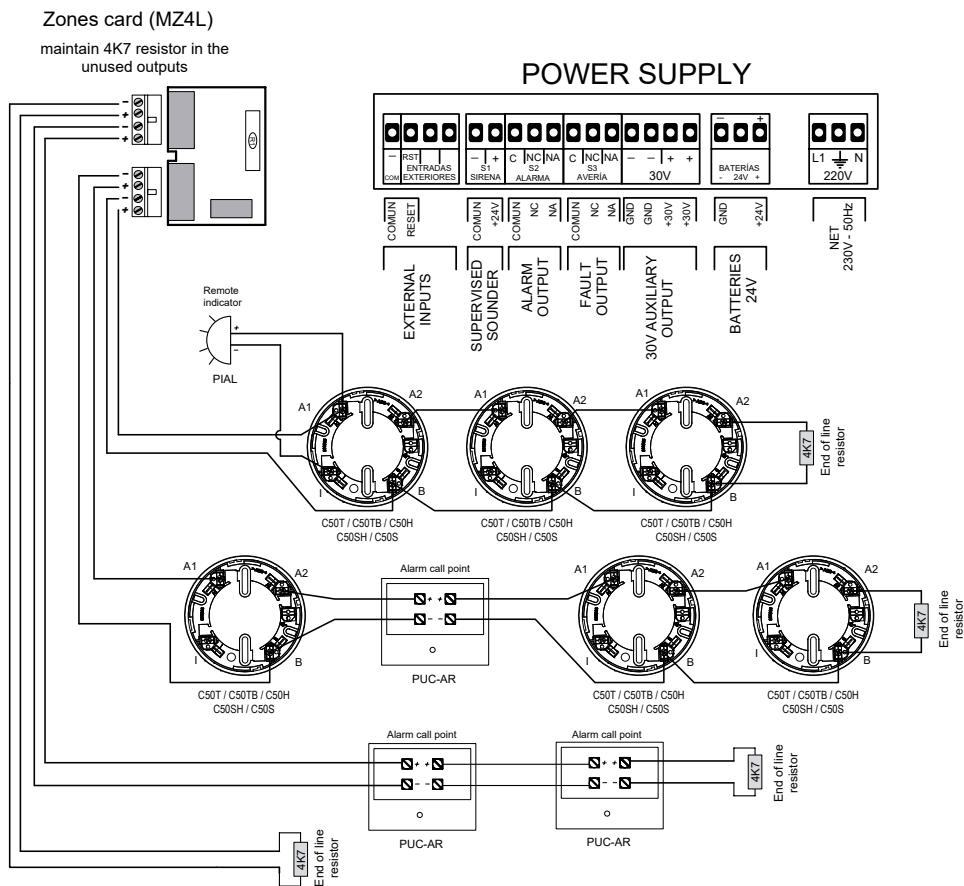 Zones card (MZ4L)
maintain 4K7 resistor in the
unused outputs
-
+
-
+
-
+
-
+
POWER SUPPLY
- RST - + C NC NA C NC NA - - + + - + L1 N
COM ENTRADAS EXTERIORES
S1 SIRENA
S2 ALARMA
S3 AVERÍA
30V
BATERÍAS
- 24V +
220V
COMUN
RESET
COMUN
+24V
COMUN
NC
NA
COMUN
NC
NA
GND
GND
+30V
+30V
GND
+24V
NET
230V - 50Hz
EXTERNAL
INPUTS
SUPERVISED
SOUNDER
ALARM
OUTPUT
FAULT
OUTPUT
30V AUXILIARY
OUTPUT
BATTERIES
24V
Remote
indicator
+
-
PIAL
A1 A2 A1 A2 A1 A2
I B I B I B
4K7
End of line
resistor
C50T / C50TB / C50H
C50SH / C50S
C50T / C50TB / C50H
C50SH / C50S
C50T / C50TB / C50H
C50SH / C50S
A1 A2
I B
C50T / C50TB / C50H
C50SH / C50S
Alarm call point
+ +
- -
PUC-AR
A1 A2 A1 A2
I B I B
C50T / C50TB / C50H
C50SH / C50S
C50T / C50TB / C50H
C50SH / C50S
4K7
End of line
resistor
Alarm call point
+ +
- -
PUC-AR
Alarm call point
+ +
- -
PUC-AR
4K7
End of line
resistor
4K7
End of line
resistor